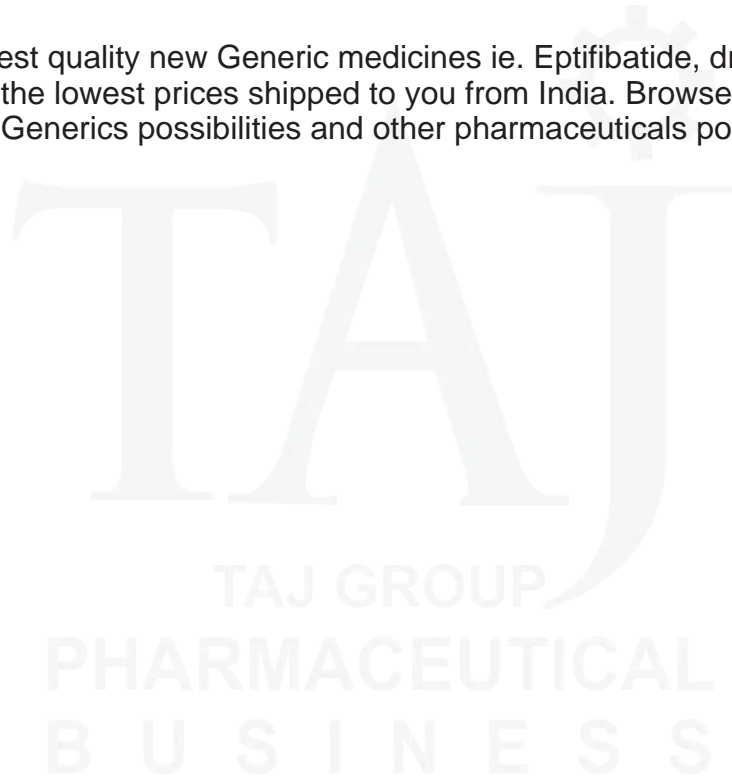 est quality new Generic medicines ie. Eptifibatide, d
the lowest prices shipped to you from India. Browse
Generics possibilities and other pharmaceuticals po
TAJ
TAJ GROUP
PHARMACEUTICAL
BUSINESS